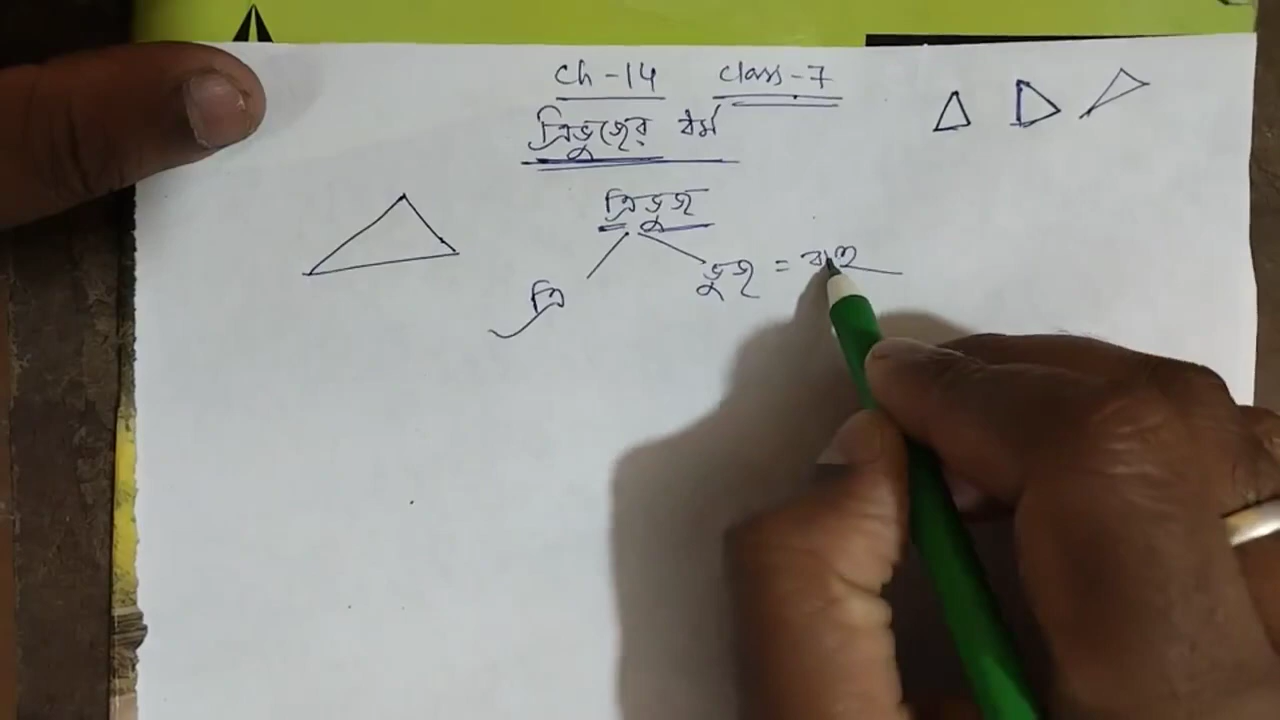 Ch-14 Class-7
ত্রিভুজের ধর্ম
ত্রিভুজ
ত্রি ভুজ = বাহু